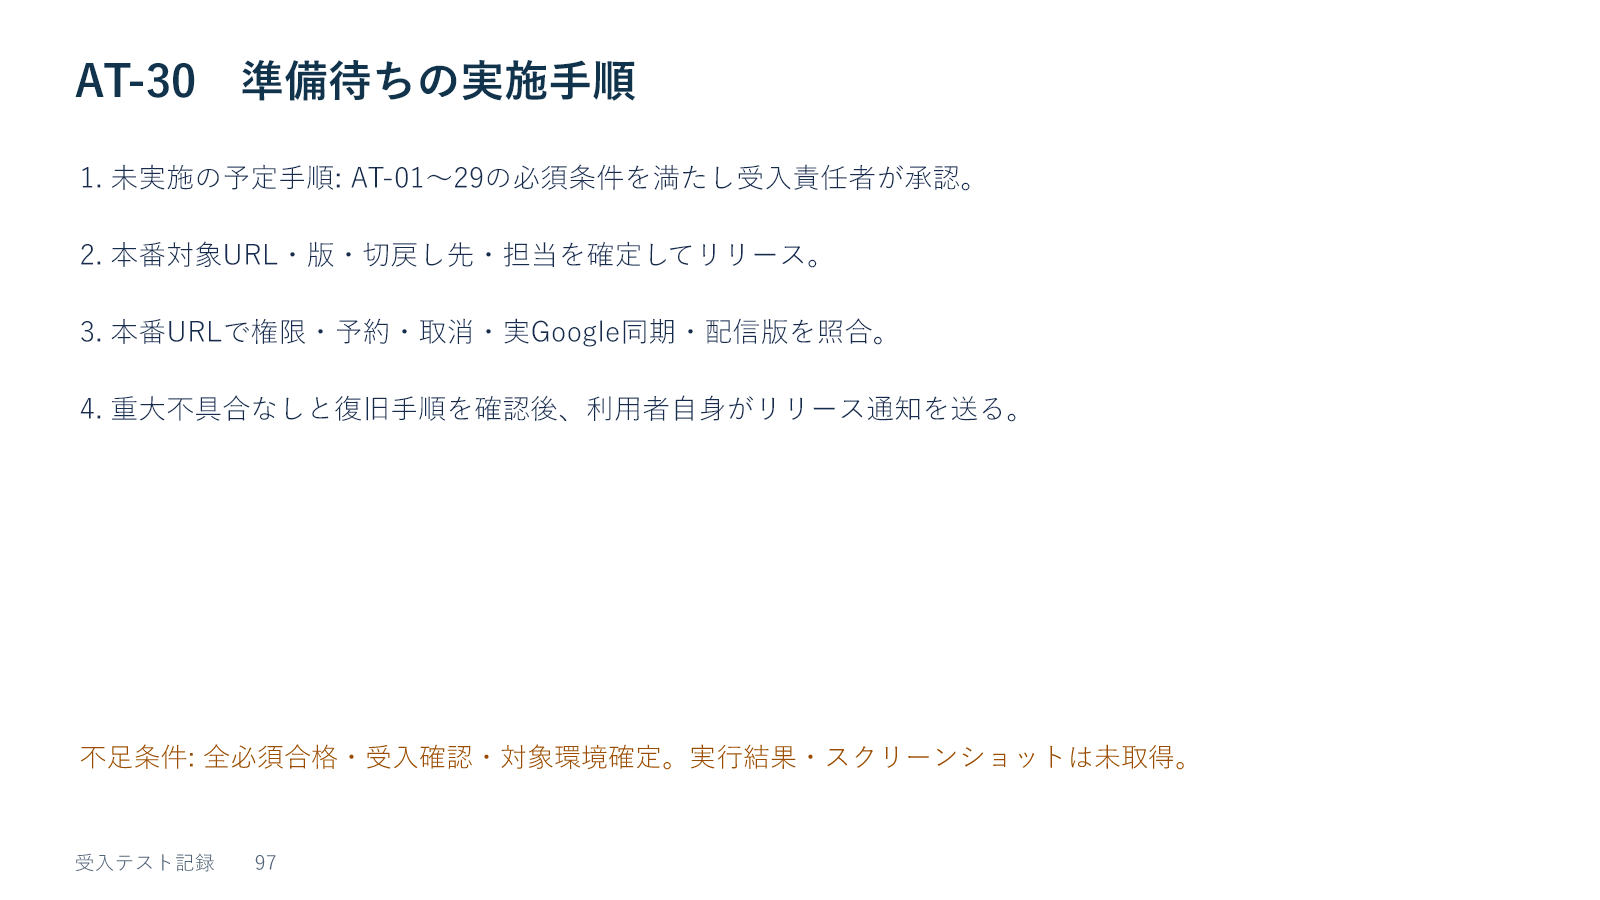 AT-30　準備待ちの実施手順
1. 未実施の予定手順: AT-01〜29の必須条件を満たし受入責任者が承認。
2. 本番対象URL・版・切戻し先・担当を確定してリリース。
3. 本番URLで権限・予約・取消・実Google同期・配信版を照合。
4. 重大不具合なしと復旧手順を確認後、利用者自身がリリース通知を送る。
不足条件: 全必須合格・受入確認・対象環境確定。実行結果・スクリーンショットは未取得。
受入テスト記録　97